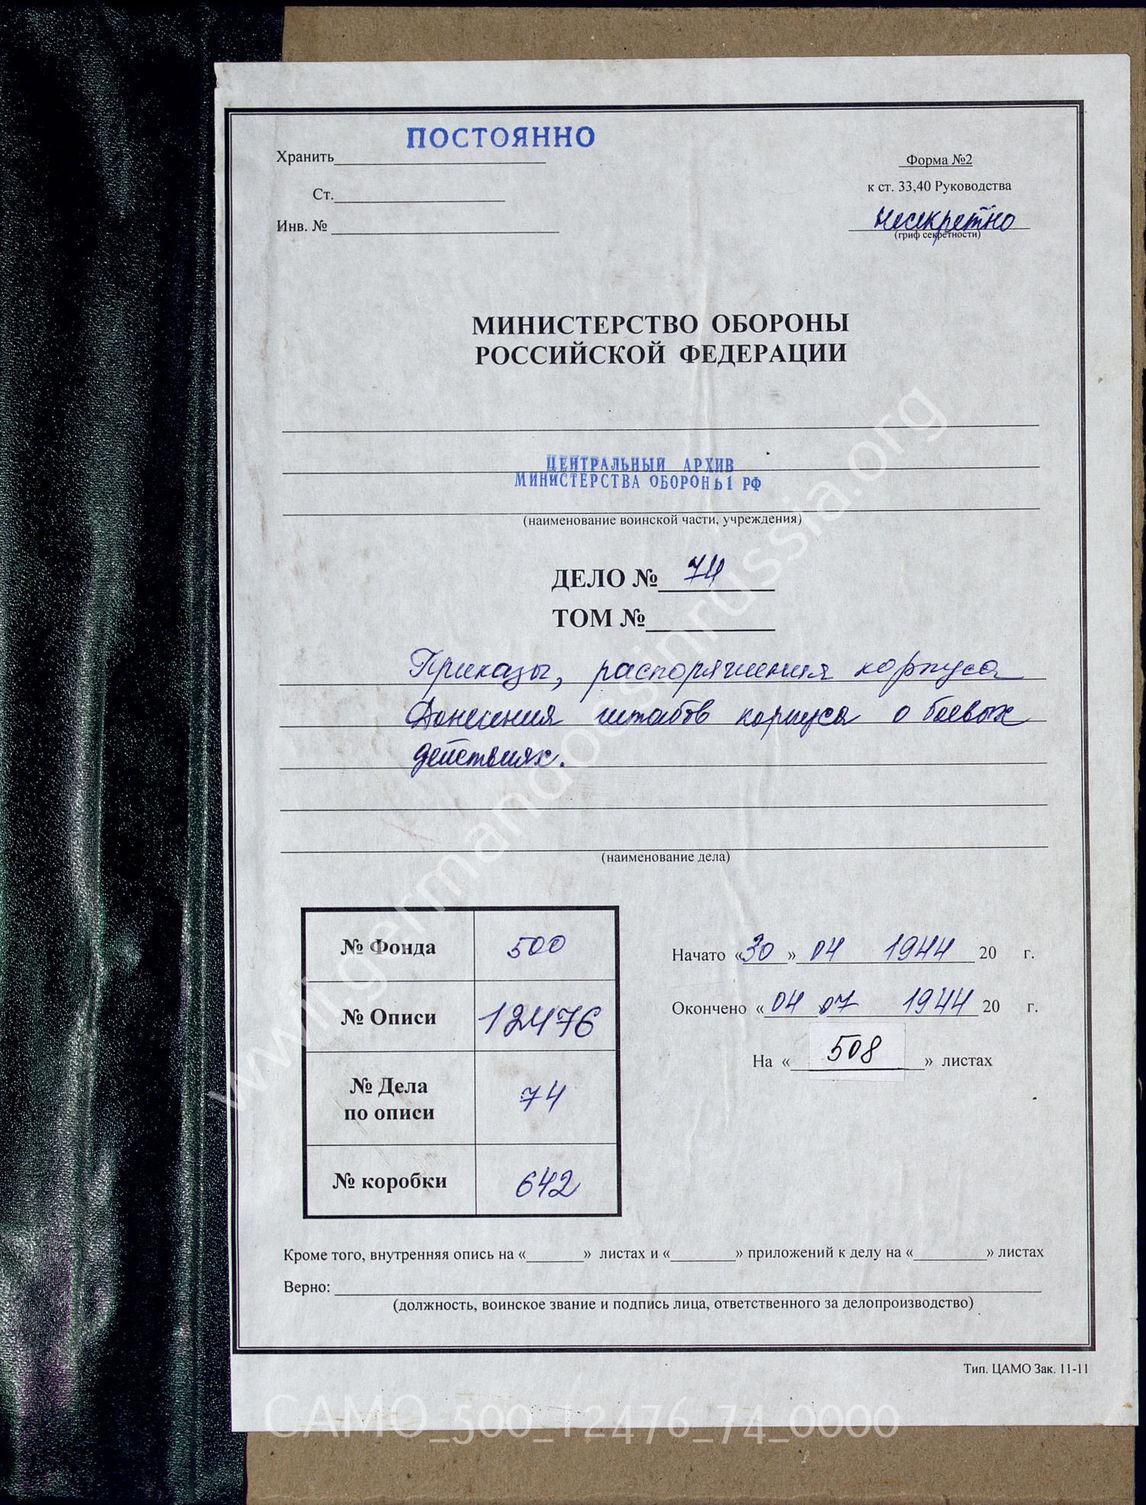 ПОСТОЯННО
Хранить
Ст.
Инв. №
Форма №2
к ст. 33,40 Руководства
Несекретно
(гриф секретности)
МИНИСТЕРСТВО ОБОРОНЫ
РОССИЙСКОЙ ФЕДЕРАЦИИ
ЦЕНТРАЛЬНЫЙ АРХИВ
МИНИСТЕРСТВА ОБОРОНЫ РФ
(наименование воинской части, учреждения)
ДЕЛО № 74
ТОМ №
Приказы, распоряжения корпуса
Донесения штабов корпуса о боевых
действиях.
(наименование дела)
№ Фонда 500
№ Описи 12476
№ Дела
по описи 74
№ коробки 642
Начато «30» 04 1944 20 г.
Окончено «04 07 1944 20 г.
На « 508 » листах
Кроме того, внутренняя опись на «______» листах и «______» приложений к делу на «______» листах
Верно:
(должность, воинское звание и подпись лица, ответственного за делопроизводство)
Тип. ЦАМО Зак. 11-11
www.germandocsinrussia.org
CAMO_500_12476_74_0000